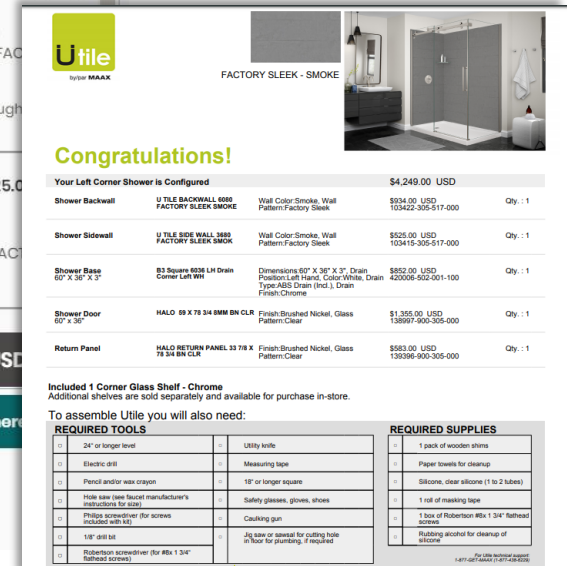 FAC
ugh
5.0
FACT
USD
here
Ütile
by/par MAAX
FACTORY SLEEK - SMOKE
Congratulations!
Your Left Corner Shower is Configured $4,249.00 USD
Shower Backwall U TILE BACKWALL 6080 Wall Color:Smoke, Wall $934.00 USD Qty. : 1
FACTORY SLEEK SMOKE Pattern:Factory Sleek 103422-305-517-000
Shower Sidewall U TILE SIDE WALL 3680 Wall Color:Smoke, Wall $525.00 USD Qty. : 1
FACTORY SLEEK SMOK Pattern:Factory Sleek 103415-305-517-000
Shower Base B3 Square 6036 LH Drain Dimensions:60" X 36" X 3", Drain $852.00 USD Qty. : 1
60" X 36" X 3" Corner Left WH Position:Left Hand, Color:White, Drain 420006-502-001-100
Type:ABS Drain (Incl.), Drain
Finish:Chrome
Shower Door HALO 59 X 78 3/4 8MM BN CLR Finish:Brushed Nickel, Glass $1,355.00 USD Qty. : 1
60" x 36" Pattern:Clear 138997-900-305-000
Return Panel HALO RETURN PANEL 33 7/8 X Finish:Brushed Nickel, Glass $583.00 USD Qty. : 1
78 3/4 BN CLR Pattern:Clear 139396-900-305-000
Included 1 Corner Glass Shelf - Chrome
Additional shelves are sold separately and available for purchase in-store.
To assemble Utile you will also need:
REQUIRED TOOLS REQUIRED SUPPLIES
24" or longer level Utility knife 1 pack of wooden shims
Electric drill Measuring tape Paper towels for cleanup
Pencil and/or wax crayon 18" or longer square Silicone, clear silicone (1 to 2 tubes)
Hole saw (see faucet manufacturer's Safety glasses, gloves, shoes 1 roll of masking tape
instructions for size)
Philips screwdriver (for screws Caulking gun 1 box of Robertson #8x 1 3/4" flathead
included with kit) screws
1/8" drill bit Jig saw or sawsal for cutting hole Rubbing alcohol for cleanup of
in floor for plumbing, if required silicone
Robertson screwdriver (for #8x 1 3/4" For Utile technical support:
flathead screws) 1-877-GET-MAAX (1-877-438-6229)